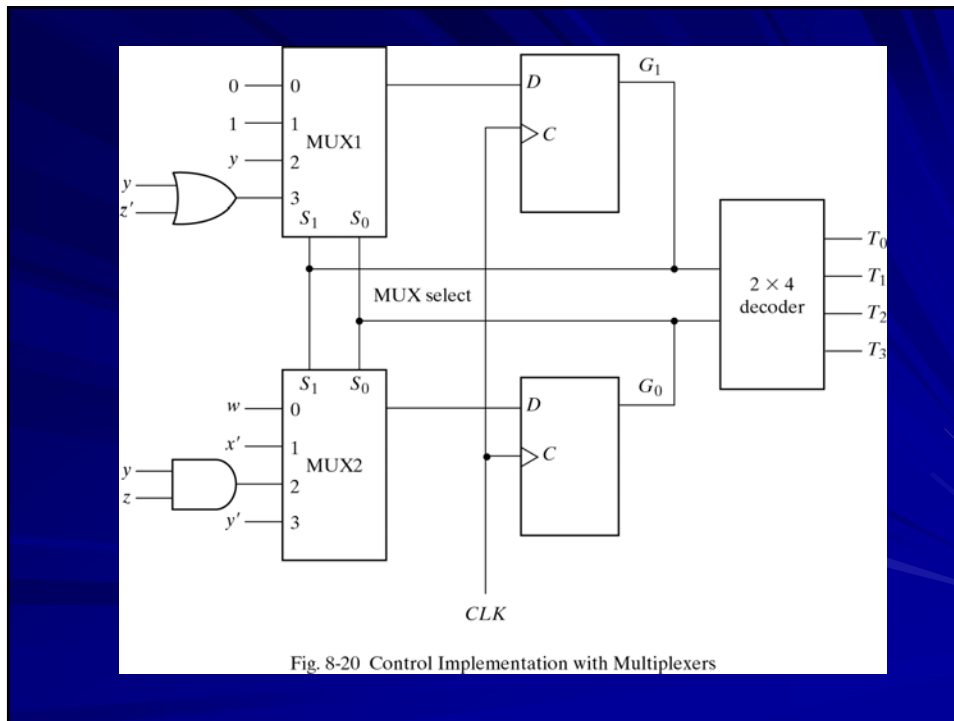 0 0
1 1
MUX1
y 2
y
z' 3
S1 S0
D
C
G1
MUX select
2 × 4
decoder
T0
T1
T2
T3
S1 S0
w 0
x' 1
MUX2
y
z 2
y' 3
D
C
G0
CLK
Fig. 8-20 Control Implementation with Multiplexers